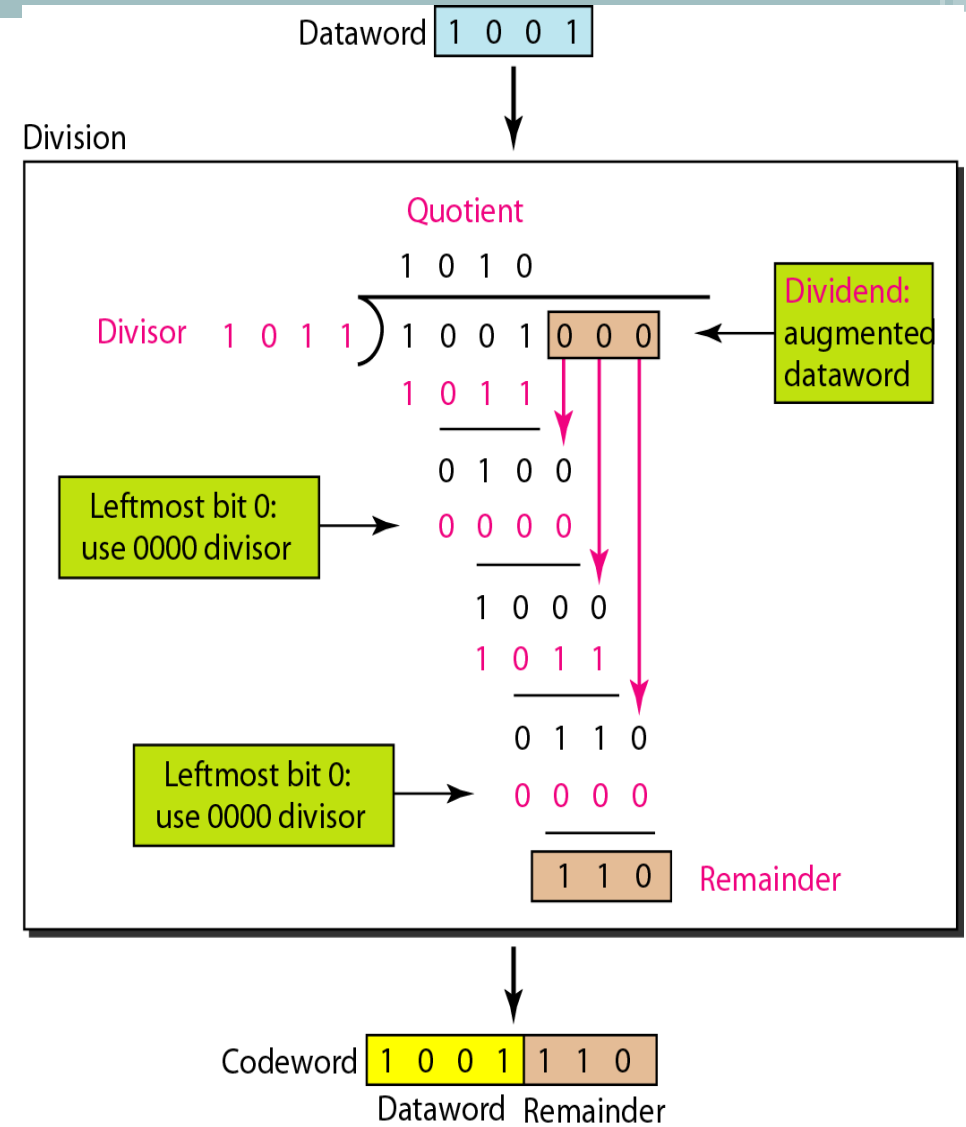 Dataword 1 0 0 1
Division
Quotient
1 0 1 0
Divisor 1 0 1 1 1 0 0 1 0 0 0
Dividend:
augmented
dataword
1 0 1 1
0 1 0 0
Leftmost bit 0:
use 0000 divisor
0 0 0 0
1 0 0 0
1 0 1 1
0 1 1 0
Leftmost bit 0:
use 0000 divisor
0 0 0 0
1 1 0 Remainder
Codeword 1 0 0 1 1 1 0
Dataword Remainder